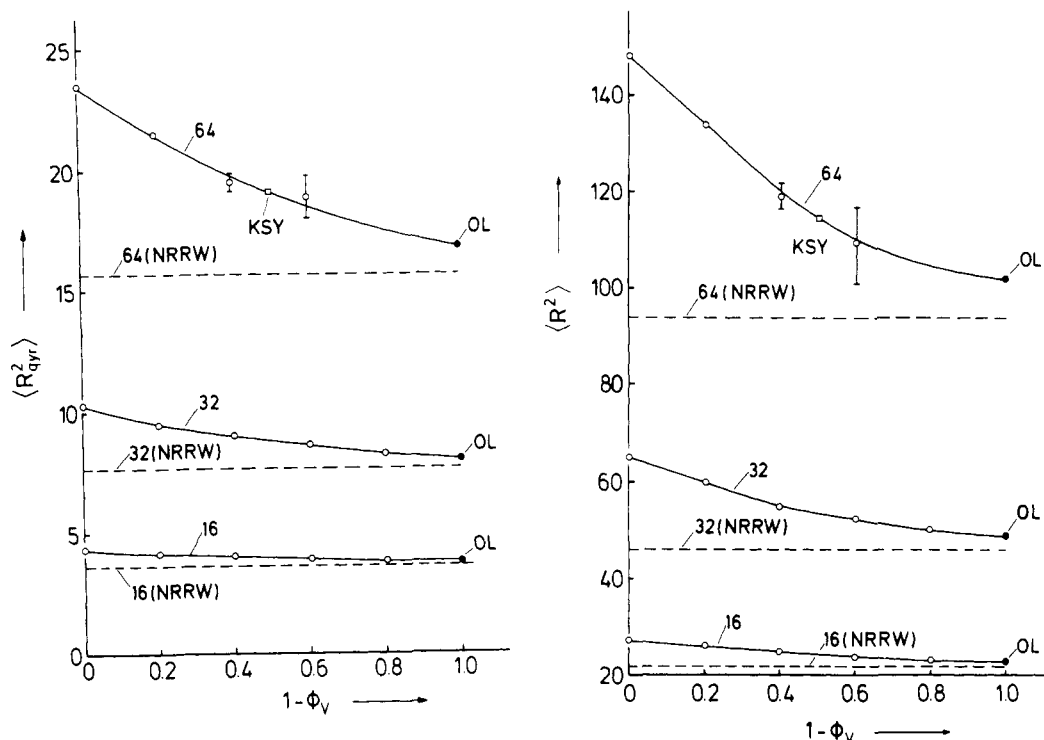 25
20
15
10
5
0
⟨R²gyr⟩
64
KSY
OL
64(NRRW)
32
OL
32(NRRW)
16
OL
16(NRRW)
0 0.2 0.4 0.6 0.8 1.0
1-Φv
140
120
100
80
60
40
20
⟨R²⟩
64
KSY
OL
64(NRRW)
32
OL
32(NRRW)
16
16(NRRW)
OL
0 0.2 0.4 0.6 0.8 1.0
1-Φv